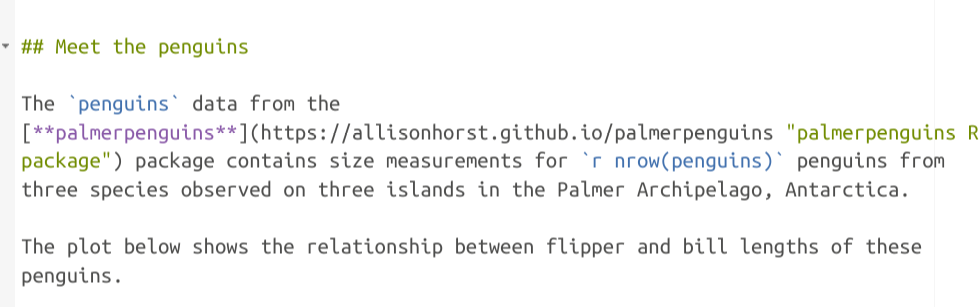 ## Meet the penguins
The `penguins` data from the
[**palmerpenguins**](https://allisonhorst.github.io/palmerpenguins "palmerpenguins R
package") package contains size measurements for `r nrow(penguins)` penguins from
three species observed on three islands in the Palmer Archipelago, Antarctica.
The plot below shows the relationship between flipper and bill lengths of these
penguins.